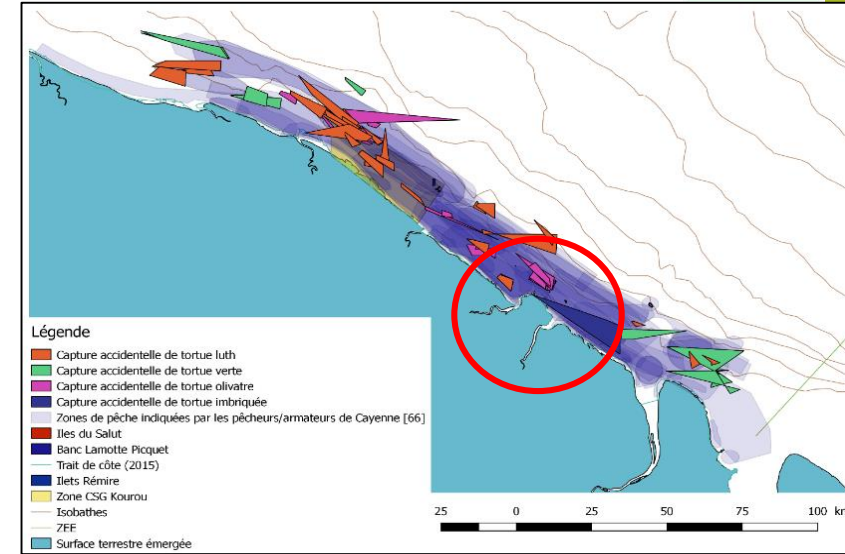 Légende
Capture accidentelle de tortue luth
Capture accidentelle de tortue verte
Capture accidentelle de tortue olivatre
Capture accidentelle de tortue imbriquée
Zones de pêche indiquées par les pêcheurs/armateurs de Cayenne [66]
Iles du Salut
Banc Lamotte Picquet
Trait de côte (2015)
Ilets Rémire
Zone CSG Kourou
Isobathes
ZEE
Surface terrestre émergée
25 0 25 50 75 100 km